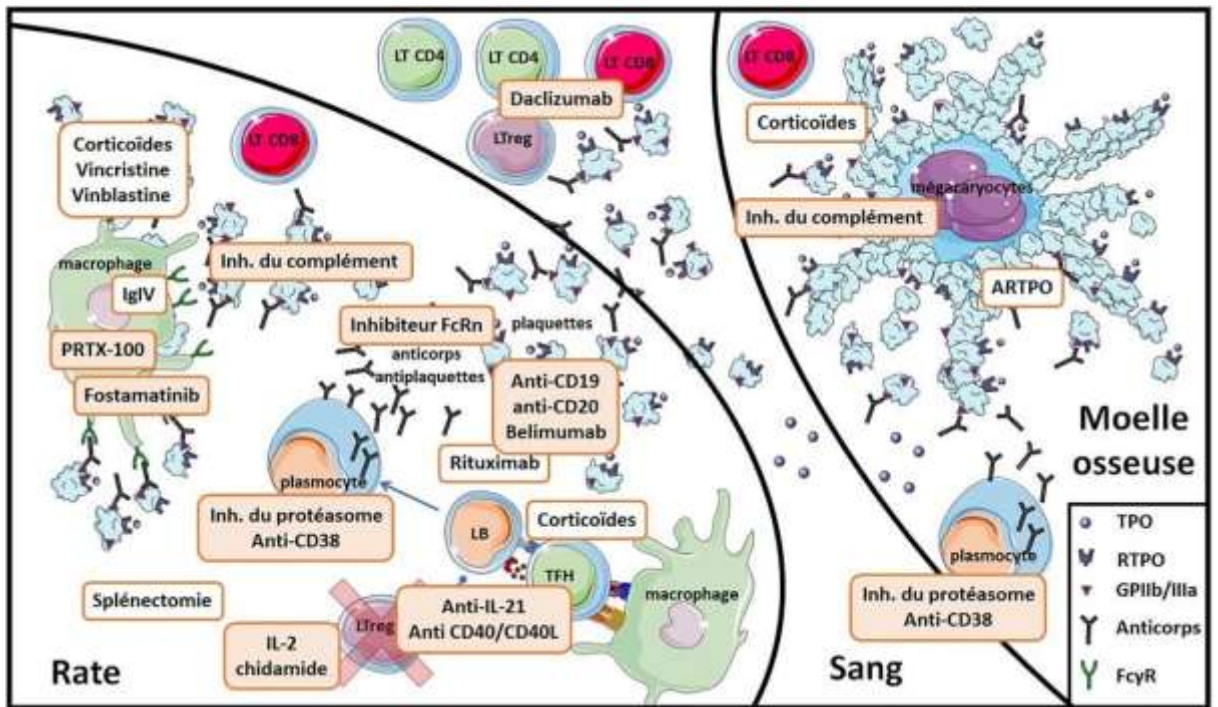 LT CD4
LT CD4
LT CD8
Daclizumab
LTreg
LT CD8
Corticoïdes
Vincristine
Vinblastine
LT CD8
macrophage
IgIV
PRTX-100
Fostamatinib
Inh. du complément
Inhibiteur FcRn
anticorps
antiplaquettes
plaquettes
Anti-CD19
anti-CD20
Belimumab
Rituximab
plasmocyte
Inh. du protéasome
Anti-CD38
LB
Corticoïdes
TFH
macrophage
Anti-IL-21
Anti CD40/CD40L
Splénectomie
LTreg
IL-2
chidamide
Rate
Sang
Corticoïdes
mégacaryocytes
Inh. du complément
ARTPO
Moelle
osseuse
plasmocyte
Inh. du protéasome
Anti-CD38
TPO
RTPO
GPIIb/IIIa
Anticorps
FcγR